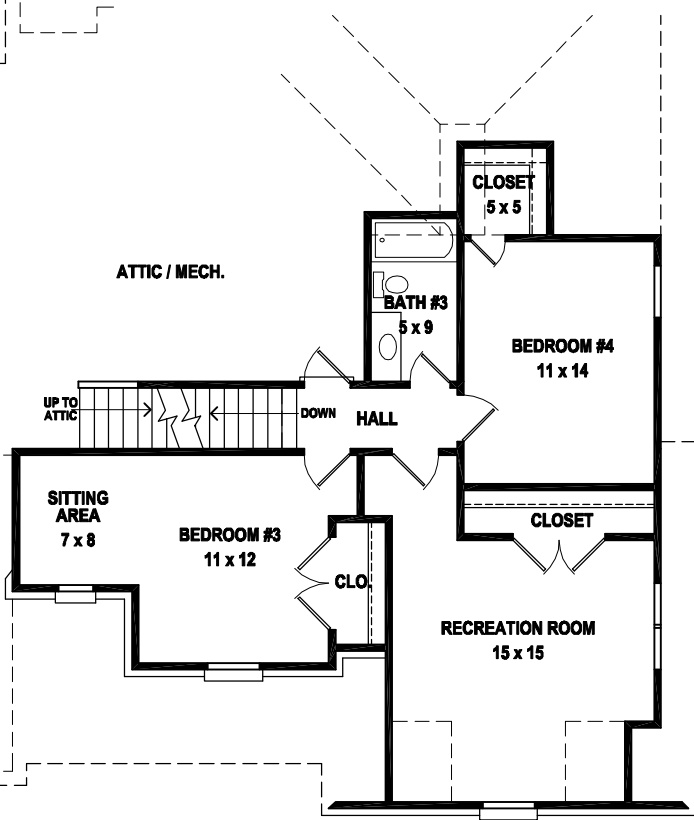 CLOSET
5 x 5
ATTIC / MECH.
BATH #3
5 x 9
BEDROOM #4
11 x 14
UP TO
ATTIC
DOWN
HALL
SITTING
AREA
7 x 8
BEDROOM #3
11 x 12
CLOSET
CLO.
RECREATION ROOM
15 x 15